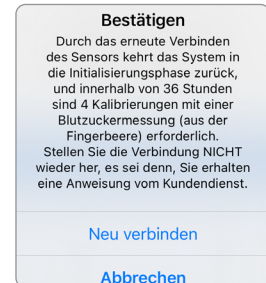 Bestätigen
Durch das erneute Verbinden
des Sensors kehrt das System in
die Initialisierungsphase zurück,
und innerhalb von 36 Stunden
sind 4 Kalibrierungen mit einer
Blutzuckermessung (aus der
Fingerbeere) erforderlich.
Stellen Sie die Verbindung NICHT
wieder her, es sei denn, Sie erhalten
eine Anweisung vom Kundendienst.
Neu verbinden
Abbrechen